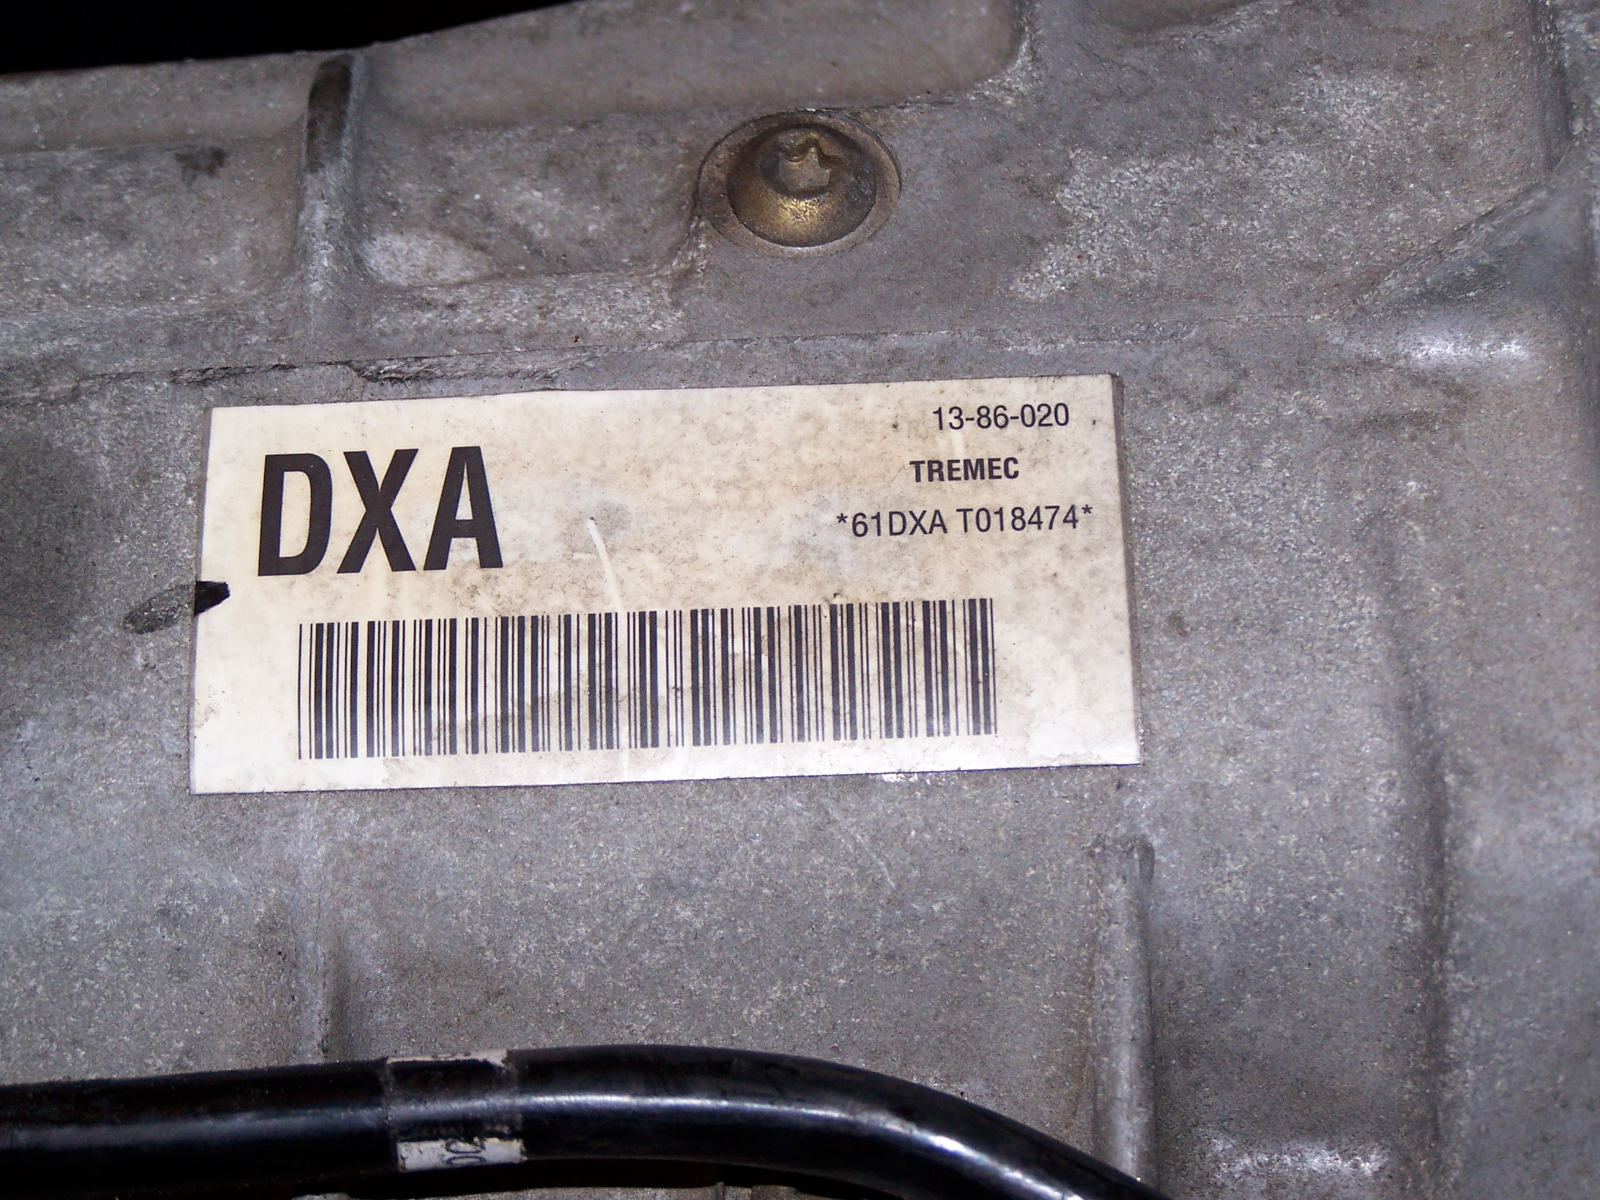 DXA
13-86-020
TREMEC
*61DXA T018474*